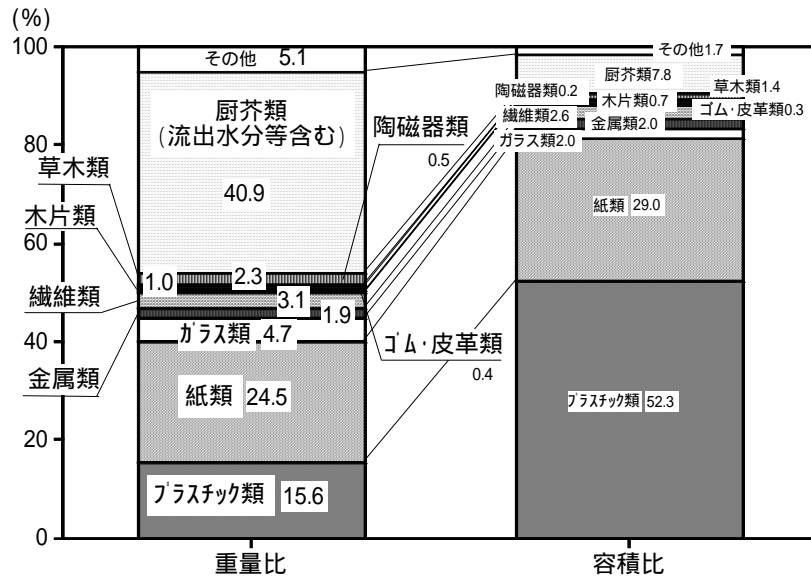 (%)
100
80
60
40
20
0
その他 5.1
厨芥類
(流出水分等含む)
40.9
草木類
木片類
繊維類
金属類
1.0
2.3
3.1
1.9
ガラス類 4.7
紙類 24.5
プラスチック類 15.6
陶磁器類
0.5
ゴム・皮革類
0.4
その他1.7
厨芥類7.8
陶磁器類0.2
草木類1.4
木片類0.7
ゴム・皮革類0.3
繊維類2.6
金属類2.0
ガラス類2.0
紙類 29.0
プラスチック類 52.3
重量比
容積比